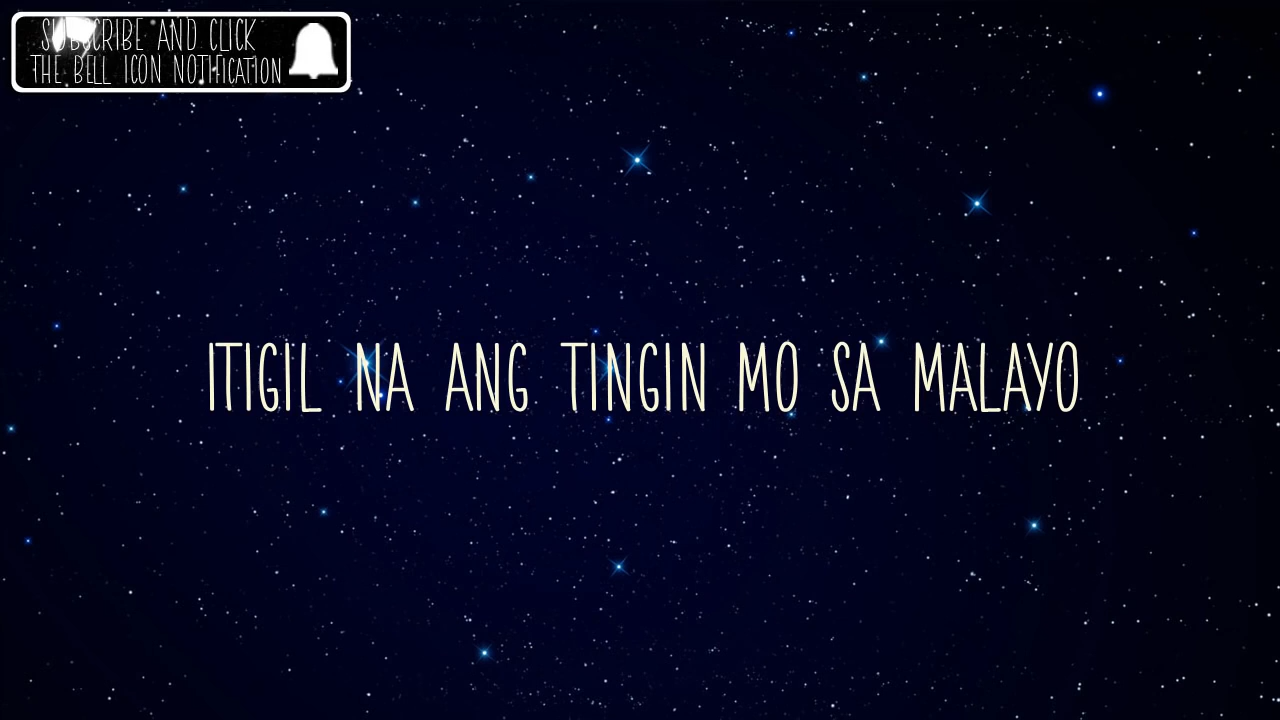 SUBSCRIBE AND CLICK
THE BELL ICON NOTIFICATION
ITIGIL NA ANG TINGIN MO SA MALAYO